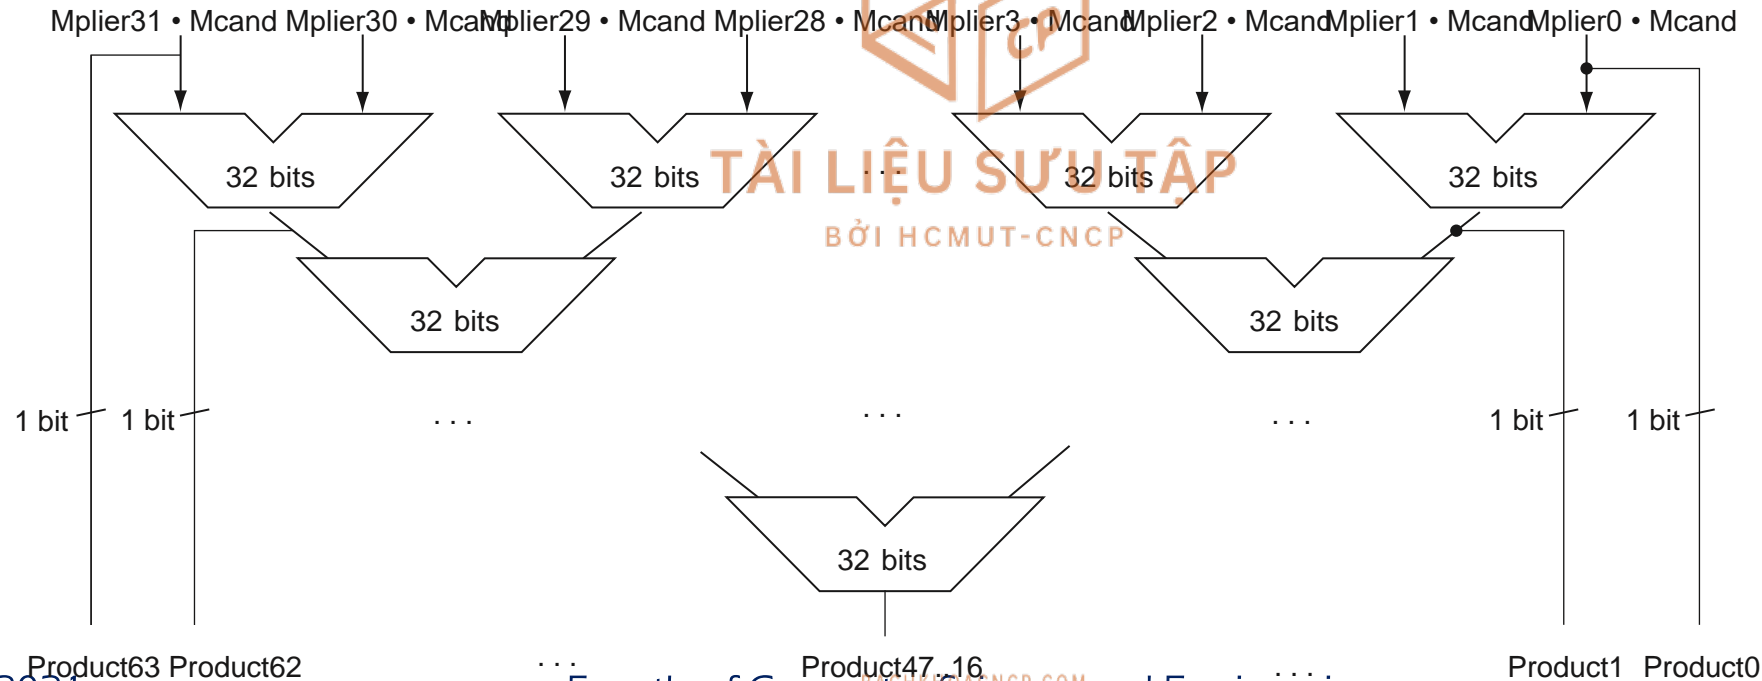 Mplier31 • Mcand Mplier30 • Mcand Mplier29 • Mcand Mplier28 • Mcand Mplier3 • Mcand Mplier2 • Mcand Mplier1 • Mcand Mplier0 • Mcand
CP
32 bits 32 bits . . . 32 bits 32 bits
TÀI LIỆU SƯU TẬP
BỞI HCMUT-CNCP
32 bits 32 bits
1 bit 1 bit . . . . . . . . . 1 bit 1 bit
32 bits
Product63 Product62 . . . Product47..16 . . . . Product1 Product0